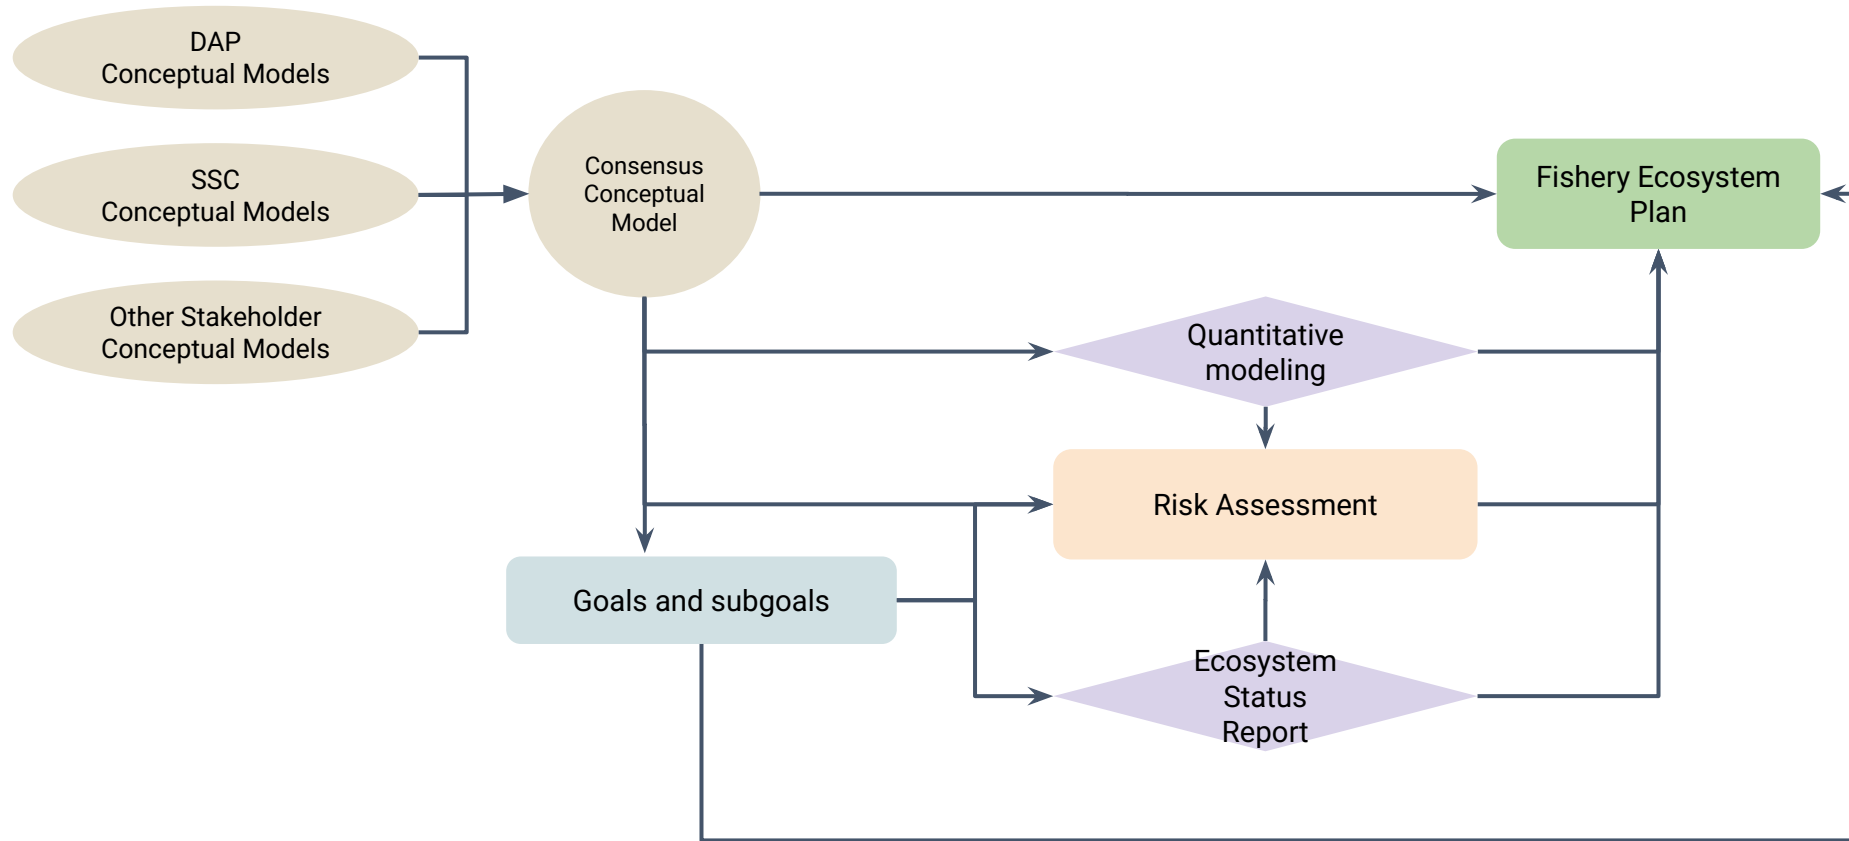 DAP
Conceptual Models
SSC
Conceptual Models
Other Stakeholder
Conceptual Models
Consensus
Conceptual
Model
Fishery Ecosystem
Plan
Quantitative
modeling
Risk Assessment
Goals and subgoals
Ecosystem
Status
Report